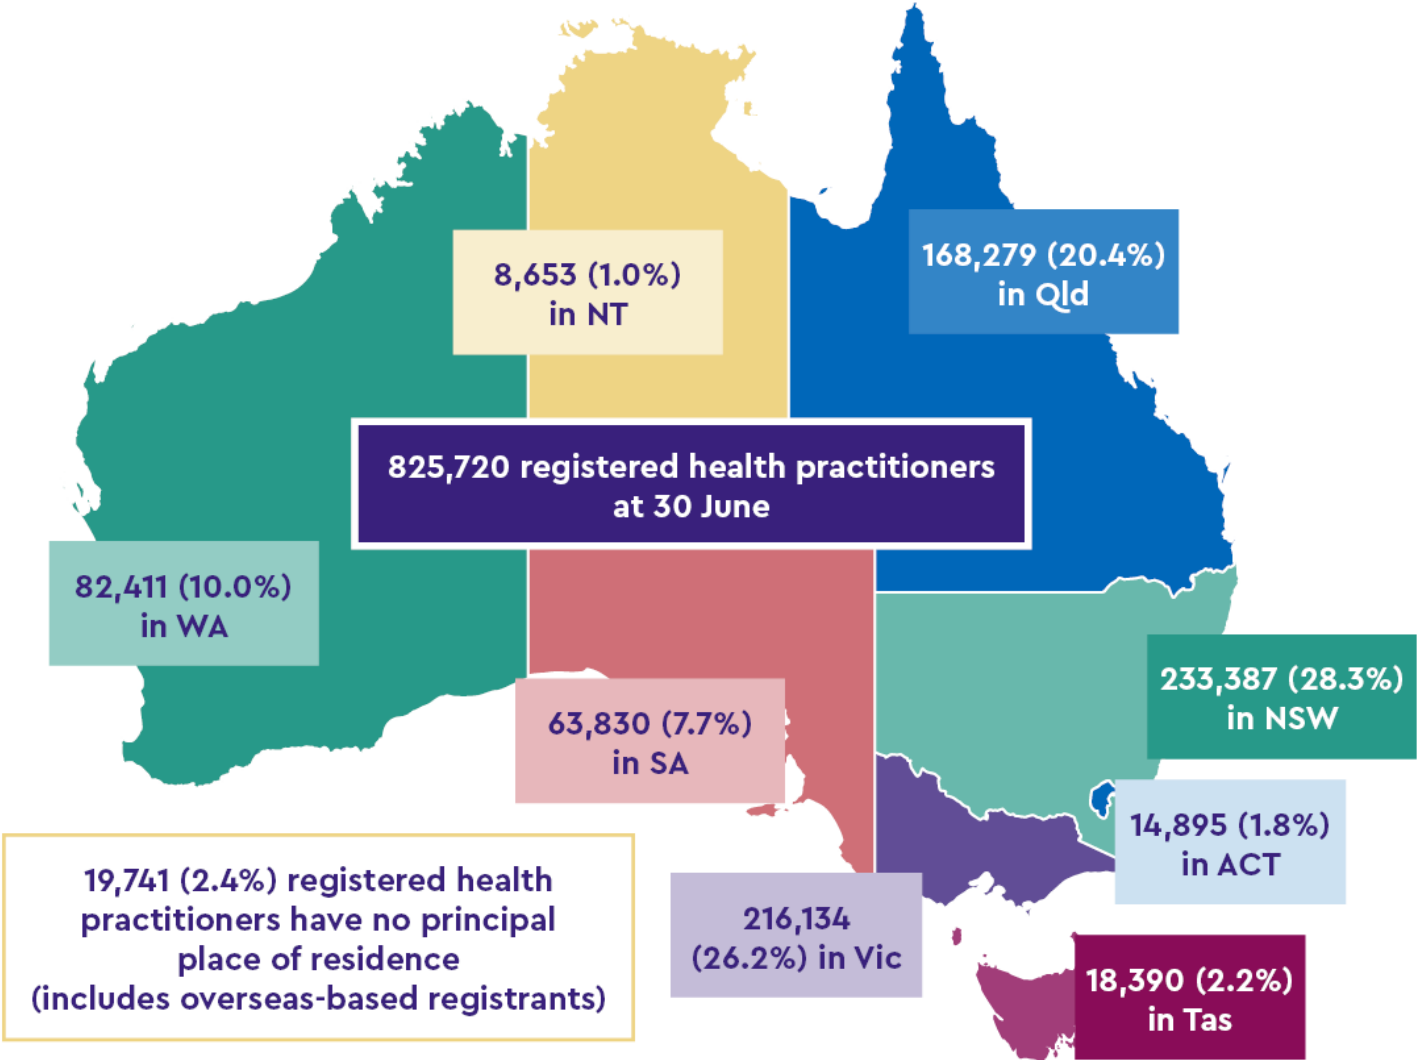 168,279 (20.4%)
in Qld
8,653 (1.0%)
in NT
825,720 registered health practitioners
at 30 June
82,411 (10.0%)
in WA
233,387 (28.3%)
in NSW
63,830 (7.7%)
in SA
14,895 (1.8%)
in ACT
19,741 (2.4%) registered health
practitioners have no principal
place of residence
(includes overseas-based registrants)
216,134
(26.2%) in Vic
18,390 (2.2%)
in Tas